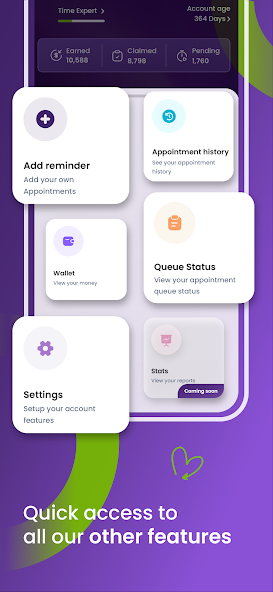 Time Expert
Account age
364 Days
Earned
10,588
Claimed
8,798
Pending
1,760
Add reminder
Add your own
Appointments
Appointment history
See your appointment
history
Wallet
View your money
Queue Status
View your appointment
queue status
Settings
Setup your account
features
Stats
View your reports
Coming soon
Quick access to
all our other features